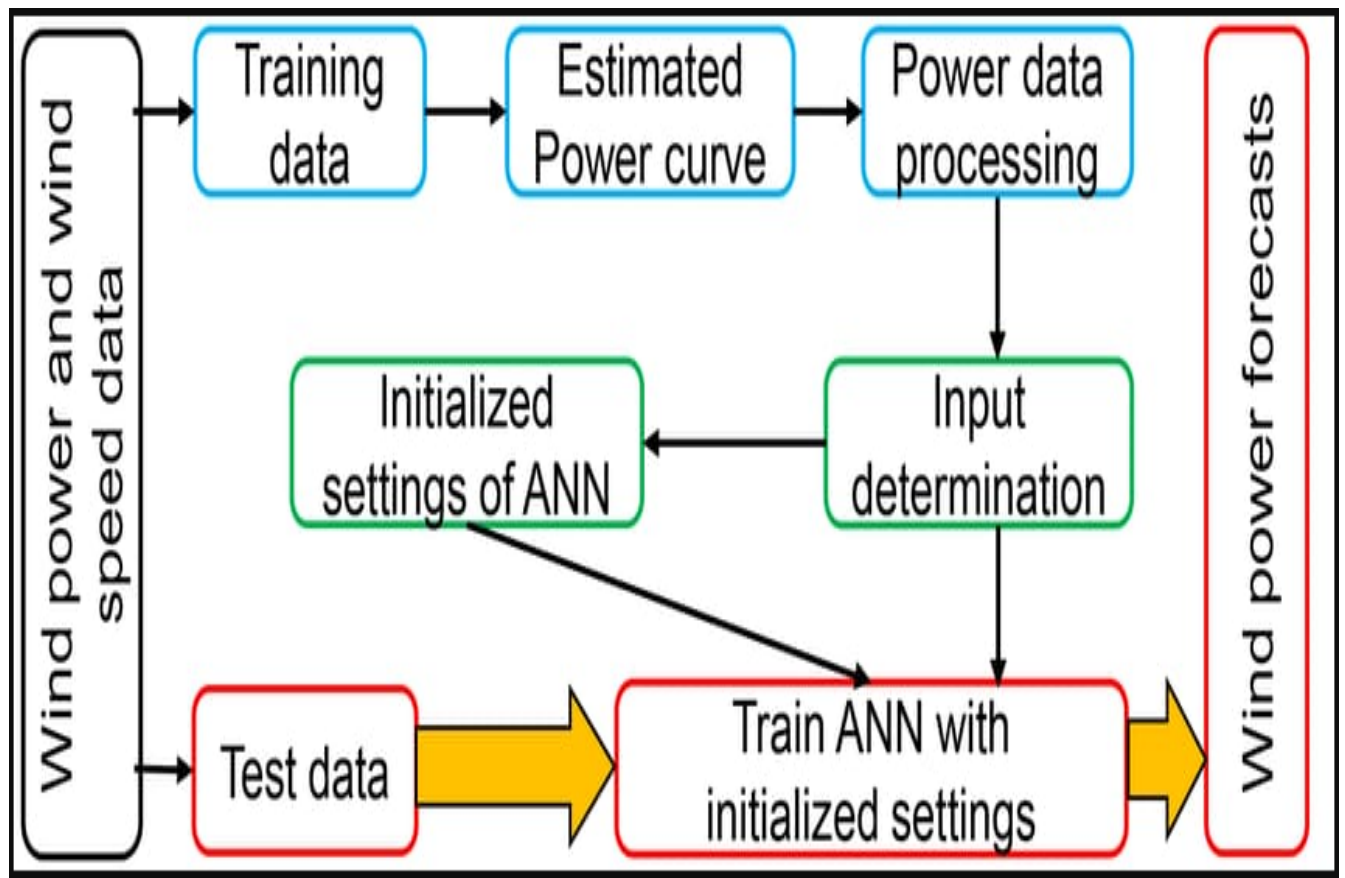 Wind power and wind
speed data
Training
data
Estimated
Power curve
Power data
processing
Initialized
settings of ANN
Input
determination
Test data
Train ANN with
initialized settings
Wind power forecasts